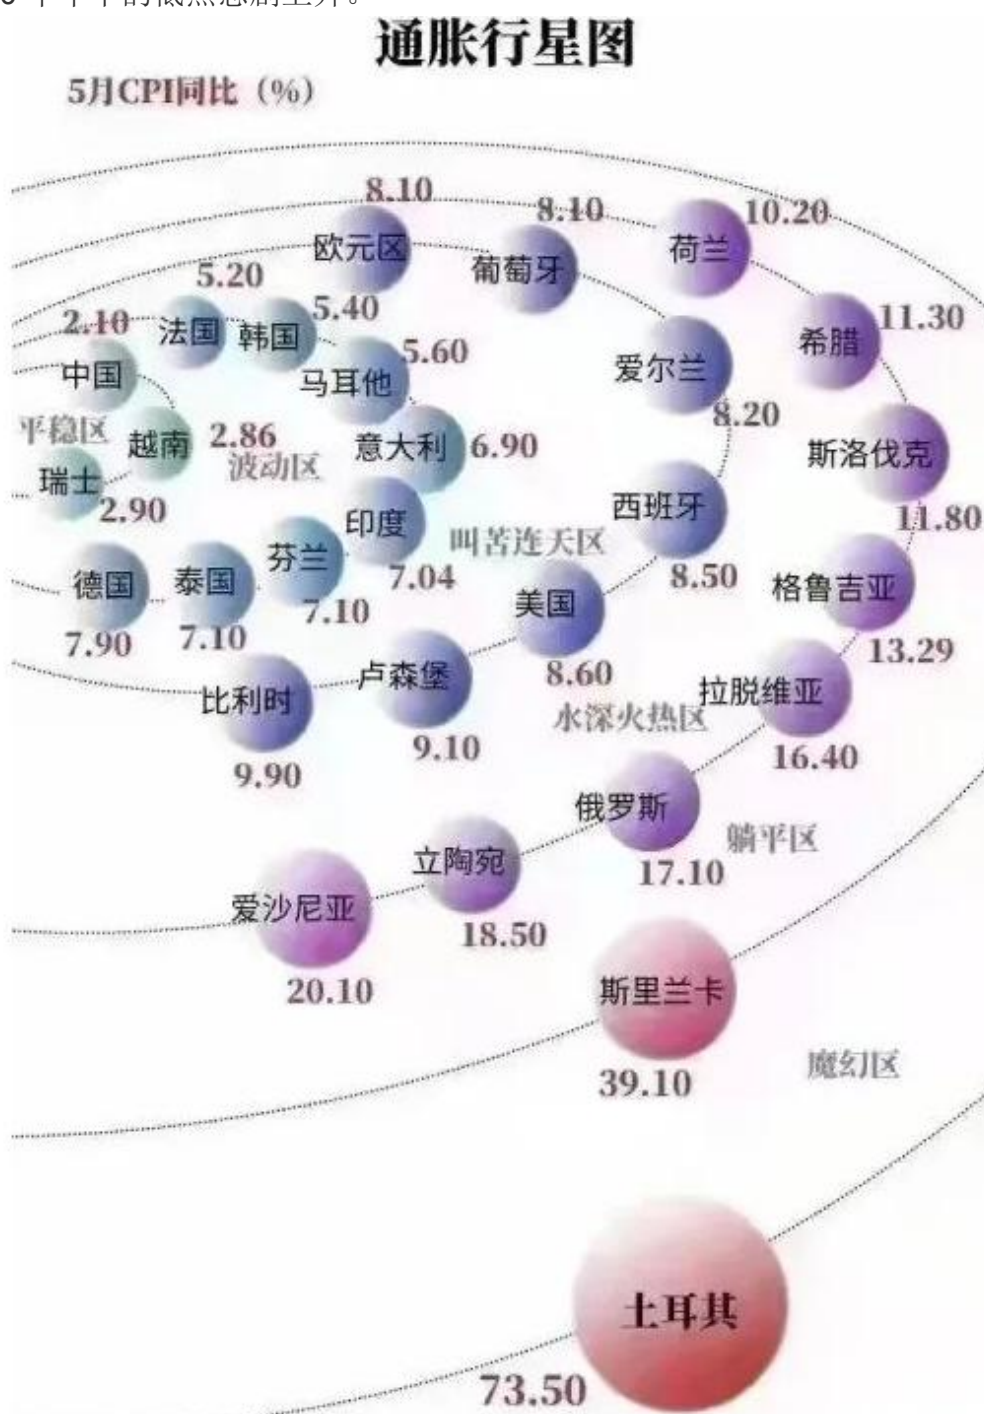 通胀行星图
5月CPI同比（%）
8.10
欧元区
8.10
葡萄牙
10.20
荷兰
5.20
法国
韩国
5.40
2.10
中国
马耳他
5.60
爱尔兰
8.20
希腊
11.30
平稳区
越南
2.86
波动区
意大利
6.90
斯洛伐克
11.80
瑞士
2.90
印度
7.04
叫苦连天区
西班牙
8.50
德国
7.90
泰国
7.10
芬兰
7.10
美国
8.60
格鲁吉亚
13.29
比利时
9.90
卢森堡
9.10
水深火热区
拉脱维亚
16.40
俄罗斯
17.10
躺平区
立陶宛
18.50
爱沙尼亚
20.10
斯里兰卡
39.10
魔幻区
土耳其
73.50